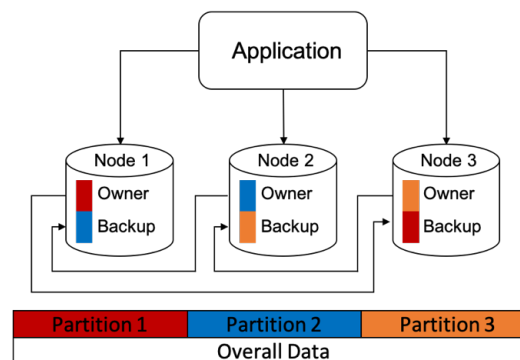 Application
Node 1
Node 2
Node 3
Owner
Owner
Owner
Backup
Backup
Backup
Partition 1
Partition 2
Partition 3
Overall Data